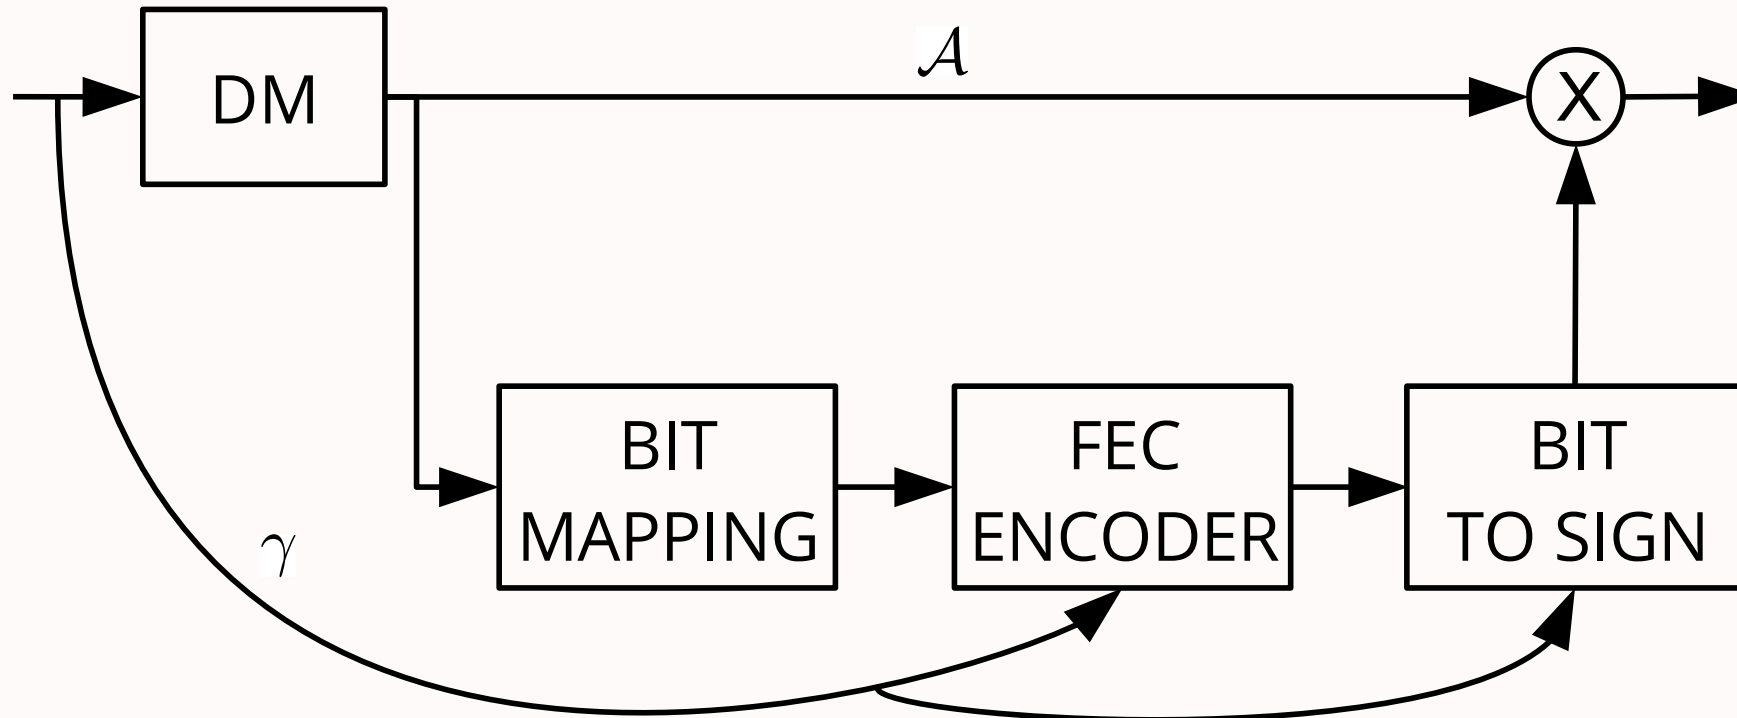 𝒜
DM
X
BIT
MAPPING
FEC
ENCODER
BIT
TO SIGN
γ